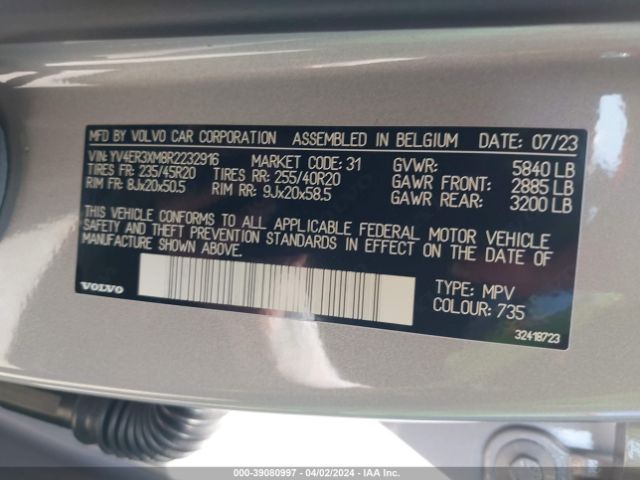 MFD BY VOLVO CAR CORPORATION ASSEMBLED IN BELGIUM DATE: 07/23
VIN: YV4ER3XM8R2232916 MARKET CODE: 31 GVWR: 5840 LB
TIRES FR: 235/45R20 TIRES RR: 255/40R20 GAWR FRONT: 2885 LB
RIM FR: 8Jx20x50.5 RIM RR: 9Jx20x58.5 GAWR REAR: 3200 LB
THIS VEHICLE CONFORMS TO ALL APPLICABLE FEDERAL MOTOR VEHICLE
SAFETY AND THEFT PREVENTION STANDARDS IN EFFECT ON THE DATE OF
MANUFACTURE SHOWN ABOVE.
TYPE: MPV
COLOUR: 735
VOLVO
32418723
000-39080997 - 04/02/2024 - IAA Inc.